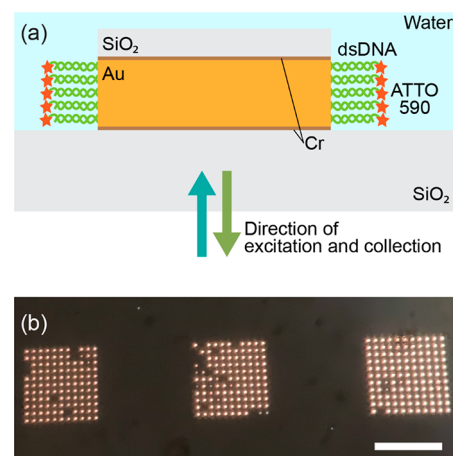 (a)
Water
SiO₂
dsDNA
Au
ATTO
590
Cr
SiO₂
Direction of
excitation and collection
(b)